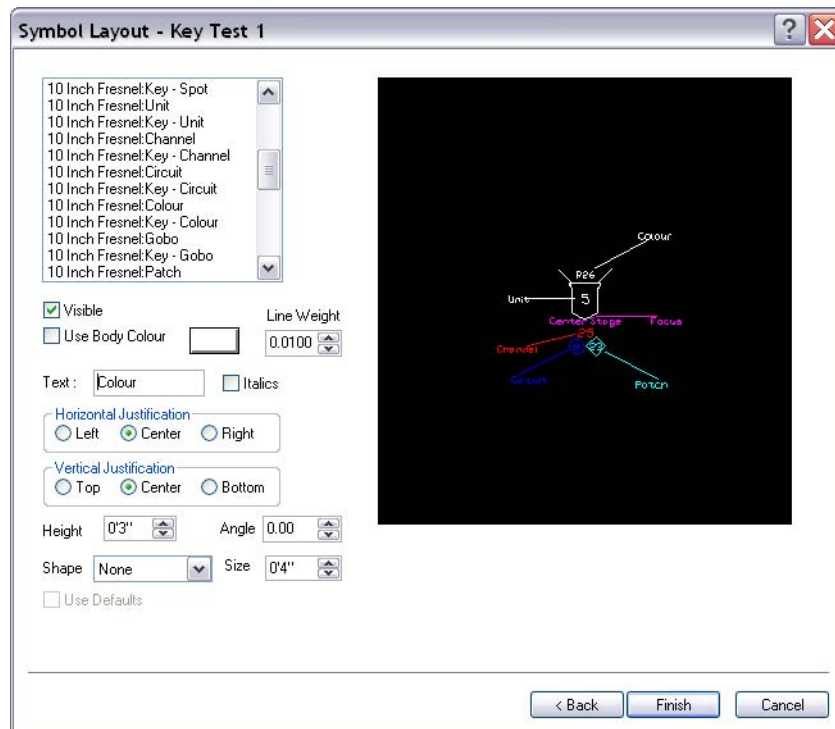 Symbol Layout - Key Test 1
10 Inch Fresnel:Key - Spot
10 Inch Fresnel:Unit
10 Inch Fresnel:Key - Unit
10 Inch Fresnel:Channel
10 Inch Fresnel:Key - Channel
10 Inch Fresnel:Circuit
10 Inch Fresnel:Key - Circuit
10 Inch Fresnel:Colour
10 Inch Fresnel:Key - Colour
10 Inch Fresnel:Gobo
10 Inch Fresnel:Key - Gobo
10 Inch Fresnel:Patch
Visible
Use Body Colour
Line Weight
0.0100
Text : Colour
Italics
Horizontal Justification
Left Center Right
Vertical Justification
Top Center Bottom
Height 0'3" Angle 0.00
Shape None Size 0'4"
Use Defaults
Colour
R26
Unit 5
Center Stage Focus
25
Channel
23
Circuit
Patch
< Back Finish Cancel